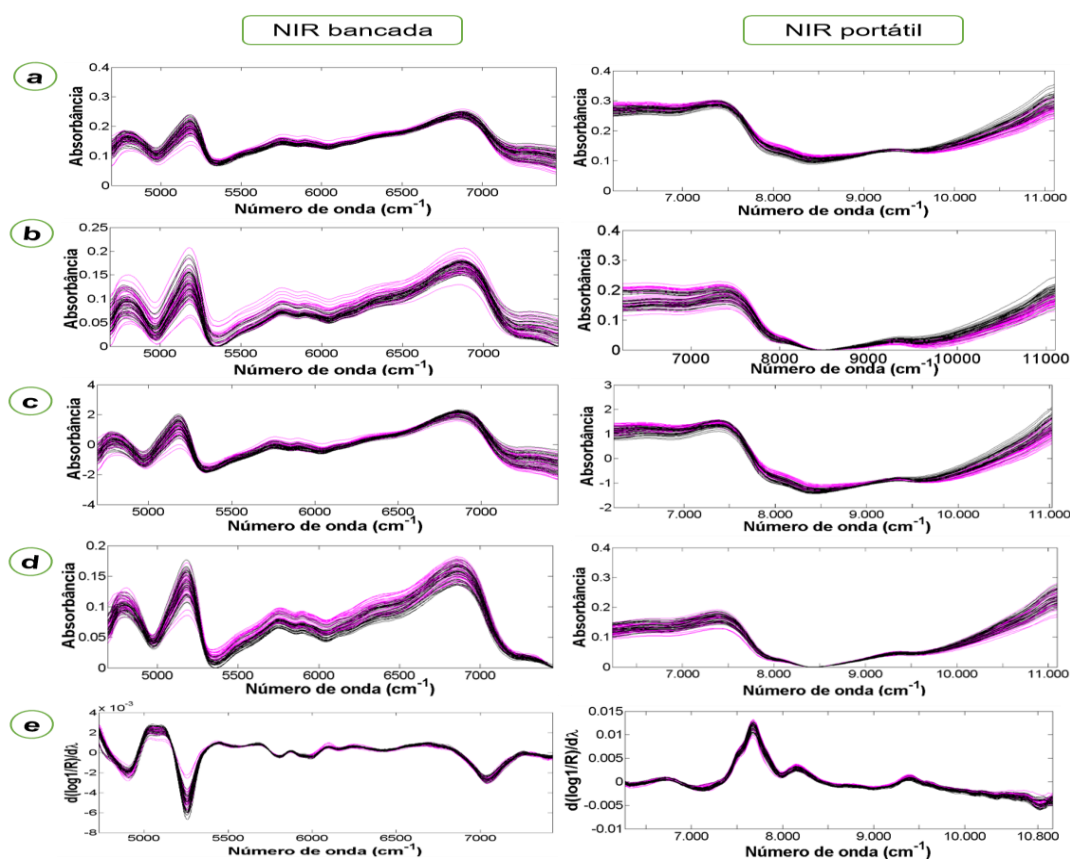 NIR bancada
NIR portátil
a
Absorbância
0.4
0.3
0.2
0.1
0
5000 5500 6000 6500 7000
Número de onda (cm-1)
Absorbância
0.4
0.3
0.2
0.1
0
7.000 8.000 9.000 10.000 11.000
Número de onda (cm-1)
b
Absorbância
0.25
0.2
0.15
0.1
0.05
0
5000 5500 6000 6500 7000
Número de onda (cm-1)
Absorbância
0.4
0.3
0.2
0.1
0
7000 8000 9000 10000 11000
Número de onda (cm-1)
c
Absorbância
4
2
0
-2
-4
5000 5500 6000 6500 7000
Número de onda (cm-1)
Absorbância
3
2
1
0
-1
-2
7.000 8.000 9.000 10.000 11.000
Número de onda (cm-1)
d
Absorbância
0.2
0.15
0.1
0.05
0
5000 5500 6000 6500 7000
Número de onda (cm-1)
Absorbância
0.4
0.3
0.2
0.1
0
7.000 8.000 9.000 10.000 11.000
Número de onda (cm-1)
e
d(log1/R)/dλ
× 10-3
4
2
0
-2
-4
-6
-8
5000 5500 6000 6500 7000
Número de onda (cm-1)
d(log1/R)/dλ
0.015
0.01
0.005
0
-0.005
-0.01
7.000 8.000 9.000 10.000 10.800
Número de onda (cm-1)